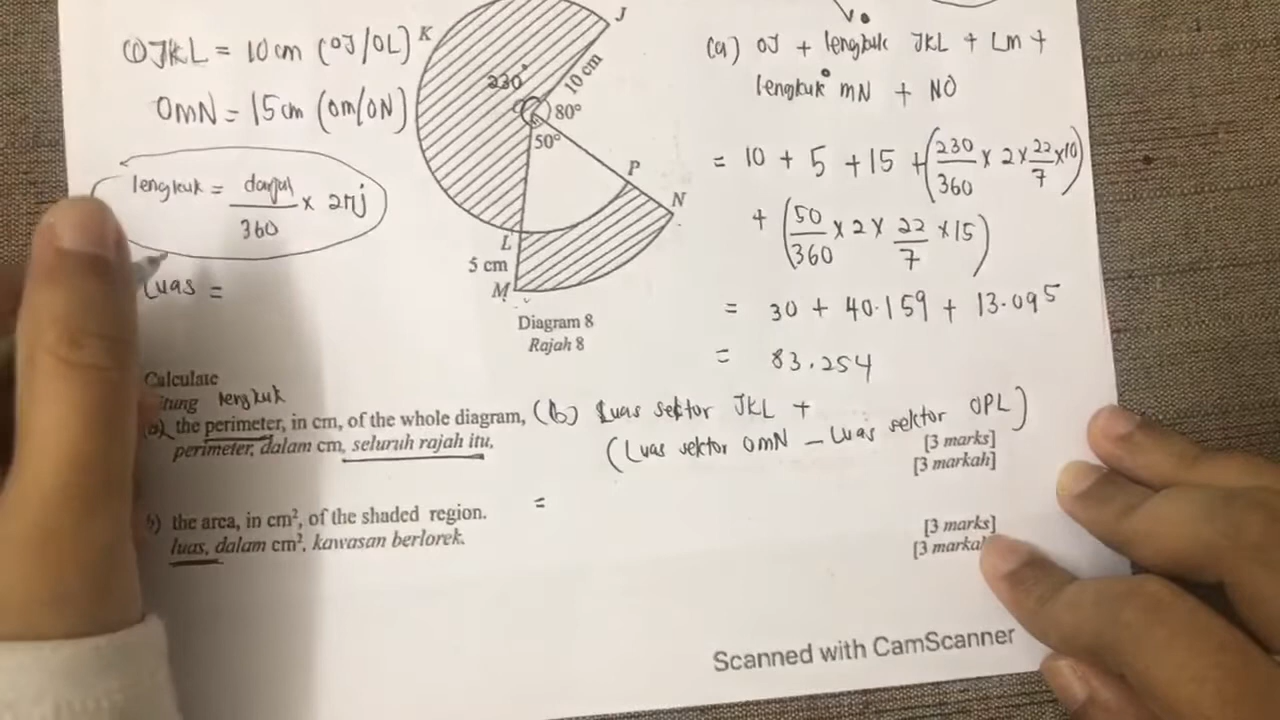 ① JKL = 10 cm (OJ/OL)
OMN = 15 cm (OM/ON)
lengkuk = darjah/360 × 2πj
Luas =
K
J
230°
10 cm
80°
50°
P
N
L
5 cm
M
Diagram 8
Rajah 8
(a) OJ + lengkuk JKL + LM +
lengkuk MN + NO
= 10 + 5 + 15 + (230/360 × 2 × 22/7 × 10)
+ (50/360 × 2 × 22/7 × 15)
= 30 + 40.159 + 13.095
= 83.254
Calculate
itung lengkuk
(a) the perimeter, in cm, of the whole diagram,
perimeter, dalam cm, seluruh rajah itu,
[3 marks]
[3 markah]
(b) Luas sektor JKL +
(Luas sektor OMN – Luas sektor OPL)
=
b) the area, in cm², of the shaded region.
luas, dalam cm², kawasan berlorek.
[3 marks]
[3 marka
Scanned with CamScanner